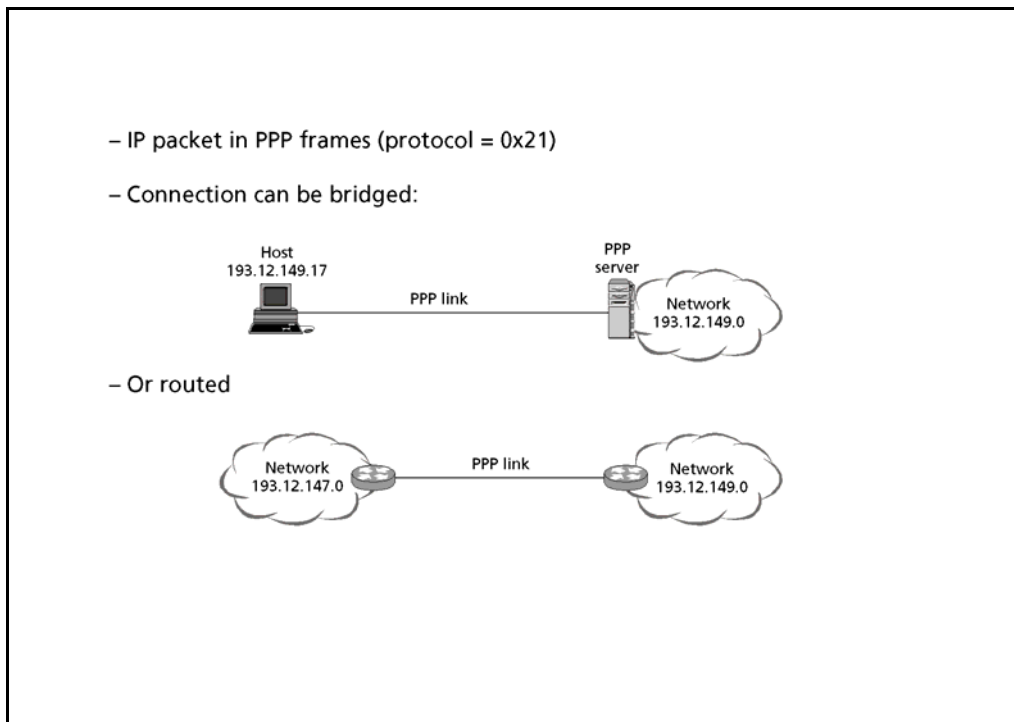 – IP packet in PPP frames (protocol = 0x21)
– Connection can be bridged:
Host
193.12.149.17
PPP link
PPP
server
Network
193.12.149.0
– Or routed
Network
193.12.147.0
PPP link
Network
193.12.149.0